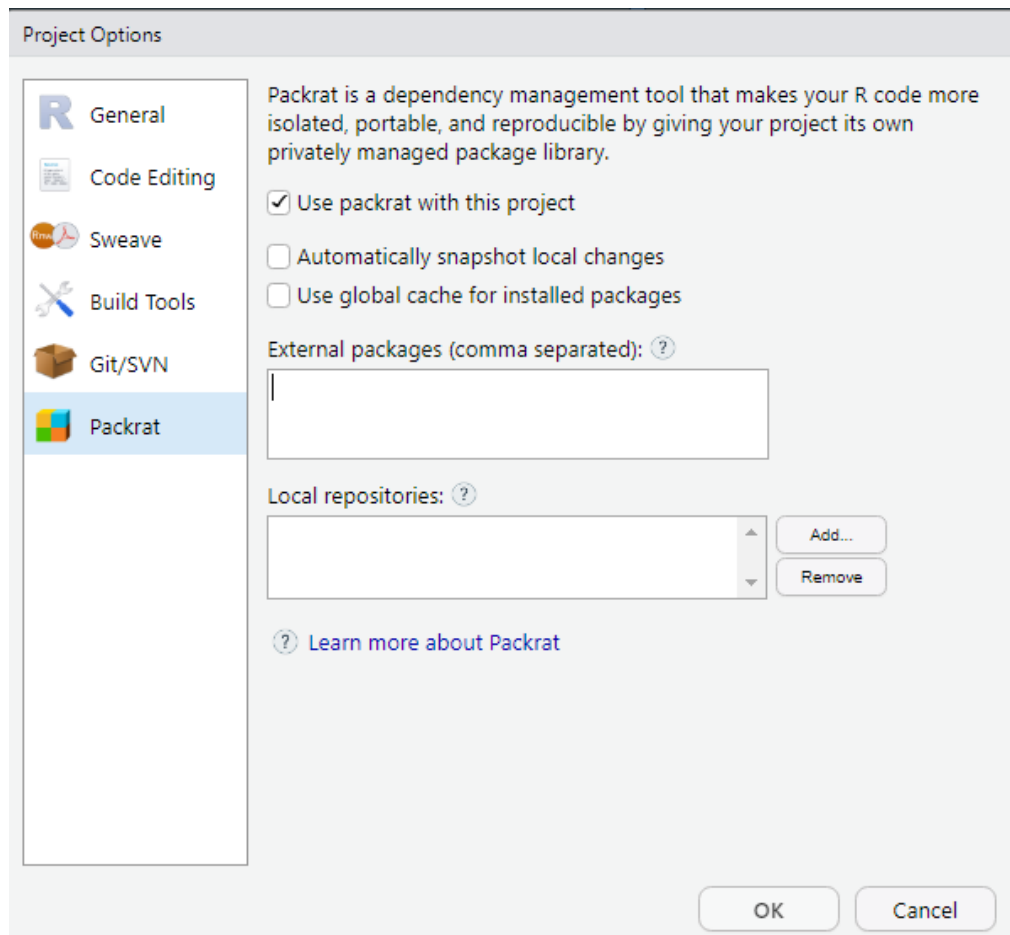 Project Options
General
Code Editing
Rnw
Sweave
Build Tools
Git/SVN
Packrat
Packrat is a dependency management tool that makes your R code more
isolated, portable, and reproducible by giving your project its own
privately managed package library.
Use packrat with this project
Automatically snapshot local changes
Use global cache for installed packages
External packages (comma separated): ?
Local repositories: ?
Add...
Remove
? Learn more about Packrat
OK
Cancel